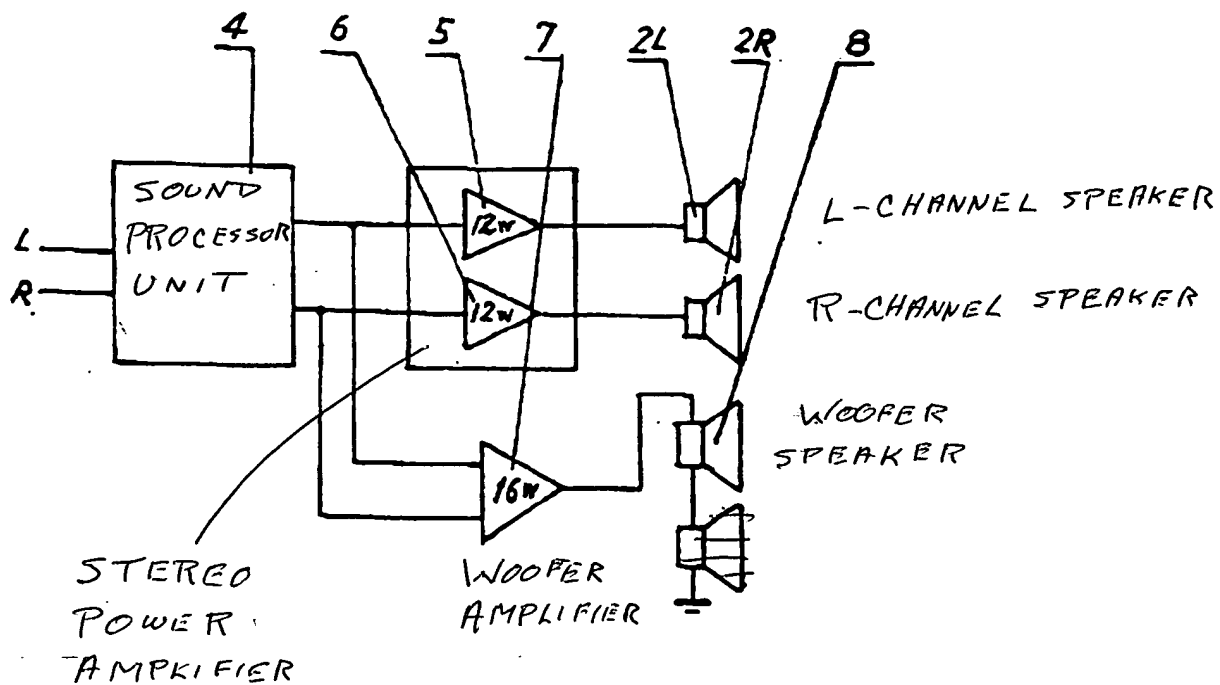 4
6
5
7
2L
2R
8
SOUND
PROCESSOR
UNIT
L
R
12W
12W
L-CHANNEL SPEAKER
R-CHANNEL SPEAKER
WOOFER
SPEAKER
16W
STEREO
POWER
AMPKIFIER
WOOFER
AMPLIFIER